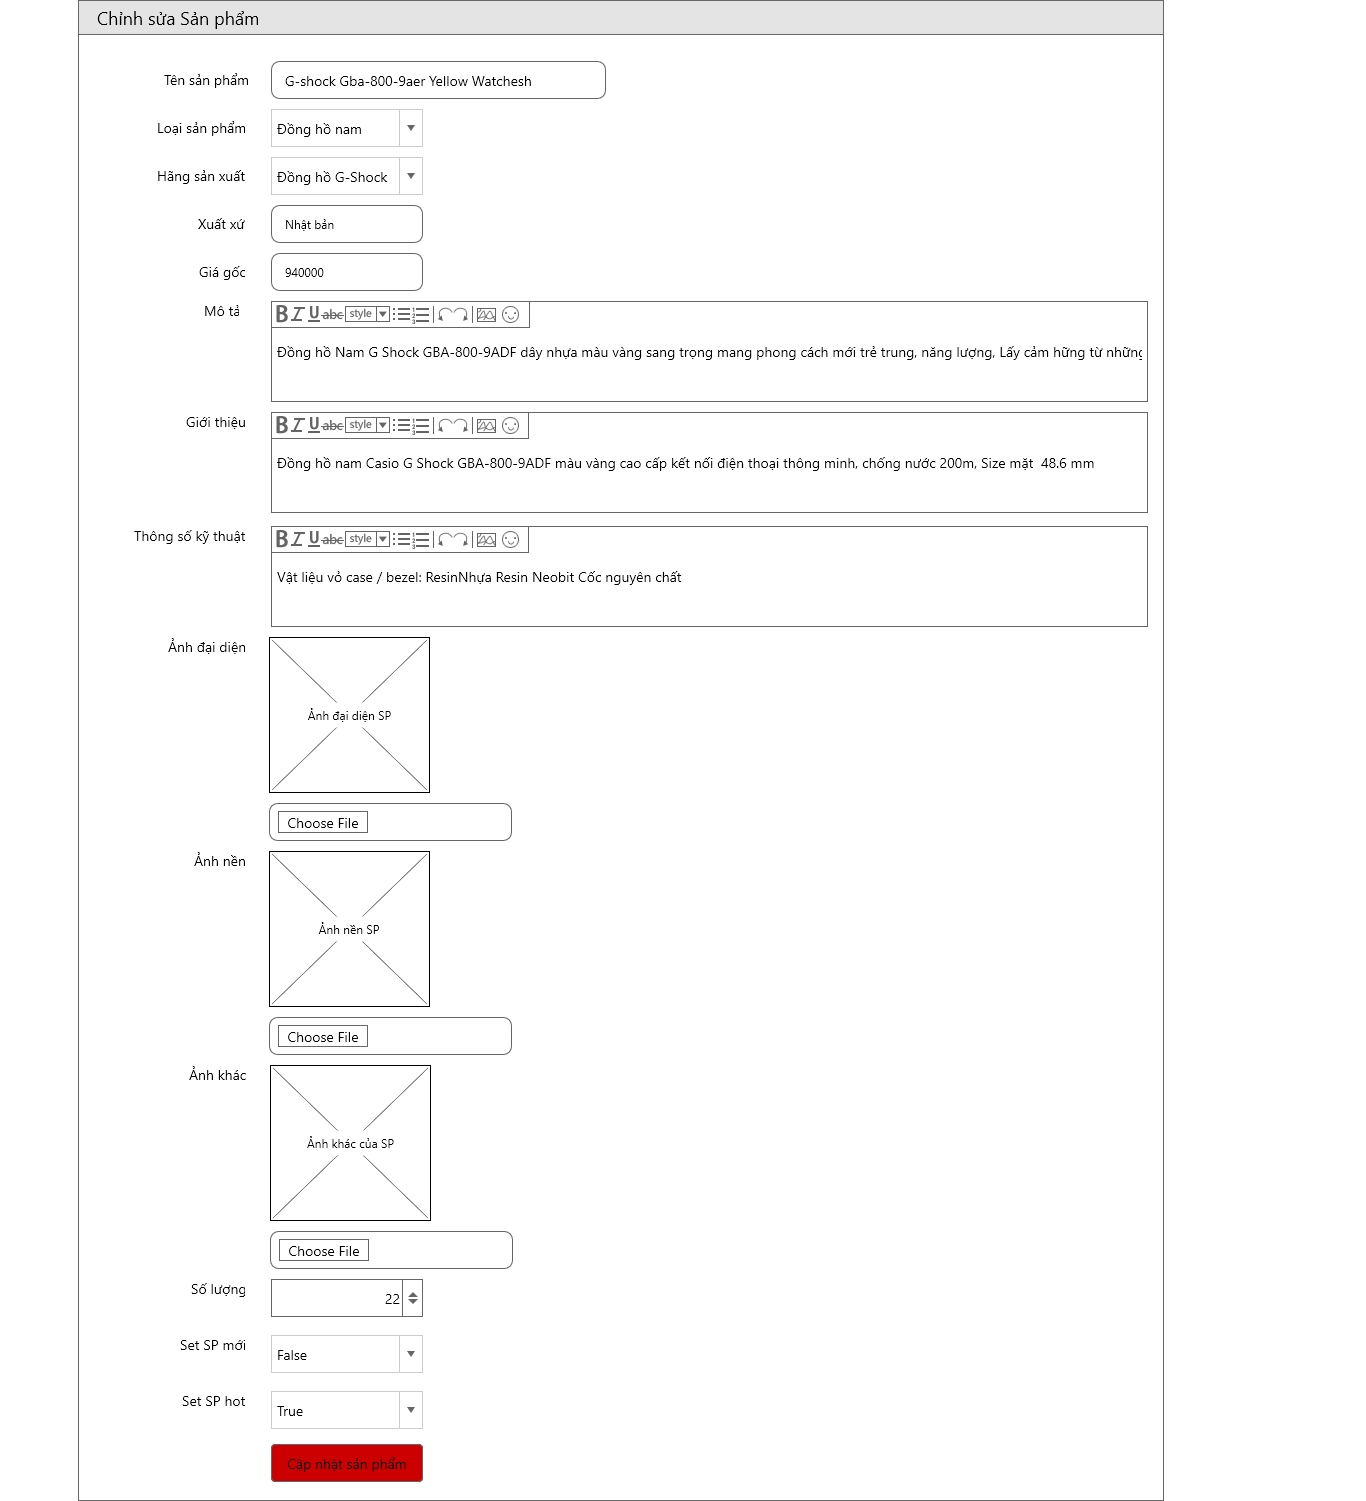 Chỉnh sửa Sản phẩm
Tên sản phẩm G-shock Gba-800-9aer Yellow Watchesh
Loại sản phẩm Đồng hồ nam
Hãng sản xuất Đồng hồ G-Shock
Xuất xứ Nhật bản
Giá gốc 940000
Mô tả B I U abc style
Đồng hồ Nam G Shock GBA-800-9ADF dây nhựa màu vàng sang trọng mang phong cách mới trẻ trung, năng lượng, Lấy cảm hứng từ những
Giới thiệu B I U abc style
Đồng hồ nam Casio G Shock GBA-800-9ADF màu vàng cao cấp kết nối điện thoại thông minh, chống nước 200m, Size mặt 48.6 mm
Thông số kỹ thuật B I U abc style
Vật liệu vỏ case / bezel: ResinNhựa Resin Neobit Cốc nguyên chất
Ảnh đại diện
Ảnh đại diện SP
Choose File
Ảnh nền
Ảnh nền SP
Choose File
Ảnh khác
Ảnh khác của SP
Choose File
Số lượng 22
Set SP mới False
Set SP hot True
Cập nhật sản phẩm